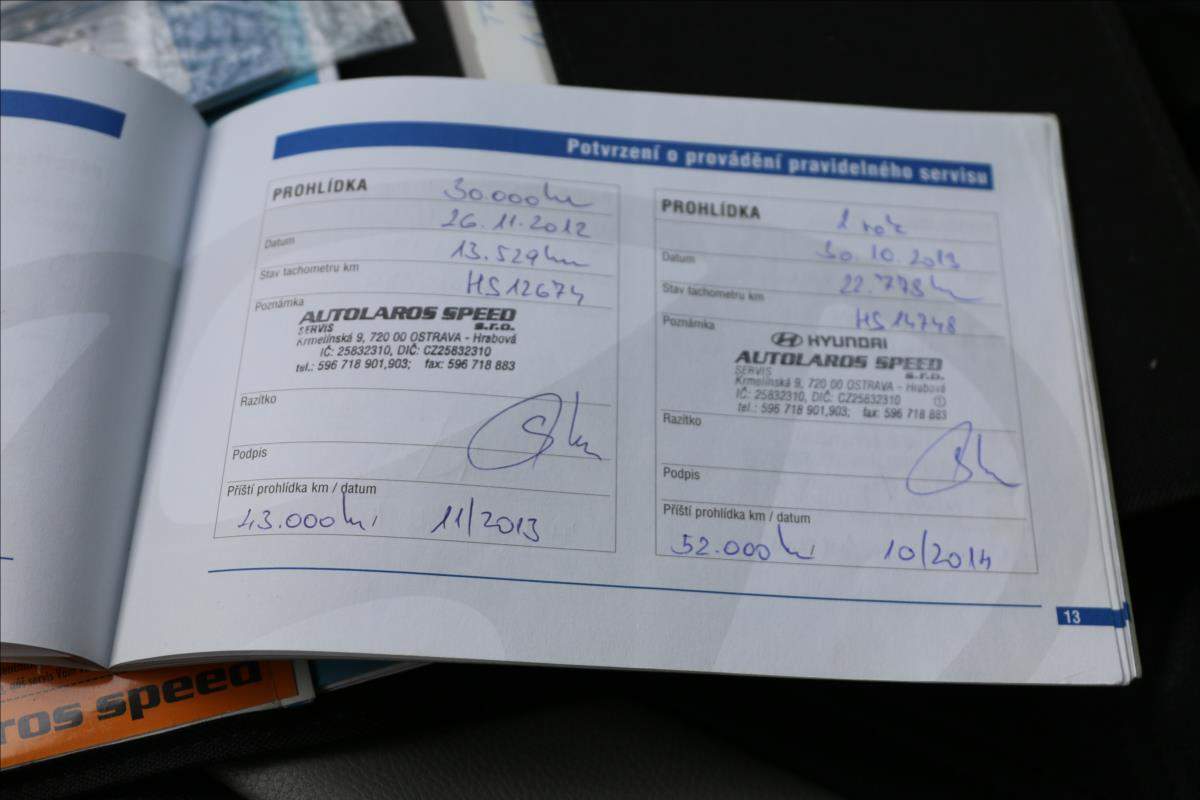 Potvrzení o provádění pravidelného servisu
PROHLÍDKA 30.000 km
26.11.2012
Datum
13.529 km
Stav tachometru km
HS12674
Poznámka
AUTOLAROS SPEED
s.r.o.
SERVIS
Krmelínská 9, 720 00 OSTRAVA - Hrabová
IČ: 25832310, DIČ: CZ25832310
tel.: 596 718 901,903; fax: 596 718 883
Razítko
Podpis
Příští prohlídka km / datum
43.000 km 11/2013
PROHLÍDKA 1 rok
30.10.2013
Datum
22.778 km
Stav tachometru km
HS 14748
Poznámka
HYUNDAI
AUTOLAROS SPEED
s.r.o.
SERVIS
Krmelínská 9, 720 00 OSTRAVA - Hrabová
IČ: 25832310, DIČ: CZ25832310 1
tel.: 596 718 901,903; fax: 596 718 883
Razítko
Podpis
Příští prohlídka km / datum
52.000 km 10/2014
13
ros speed